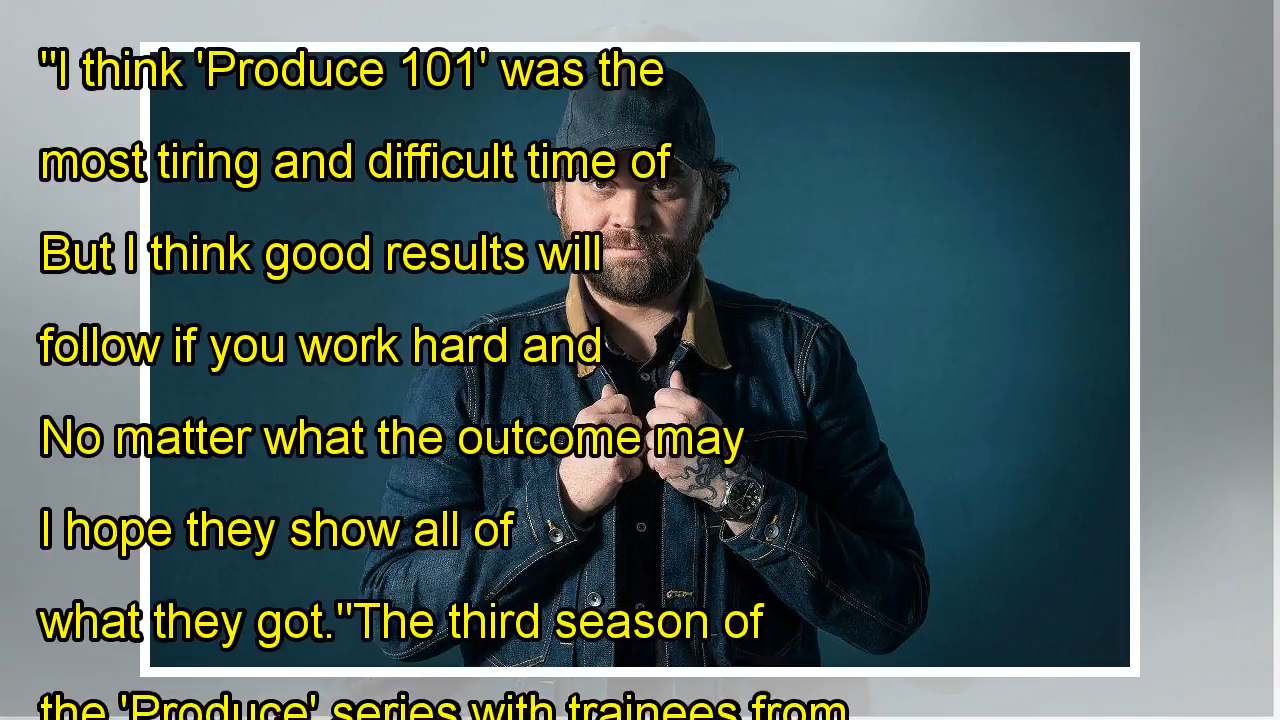 "I think 'Produce 101' was the
most tiring and difficult time of
But I think good results will
follow if you work hard and
No matter what the outcome may
I hope they show all of
what they got."The third season of
the 'Produce' series with trainees from